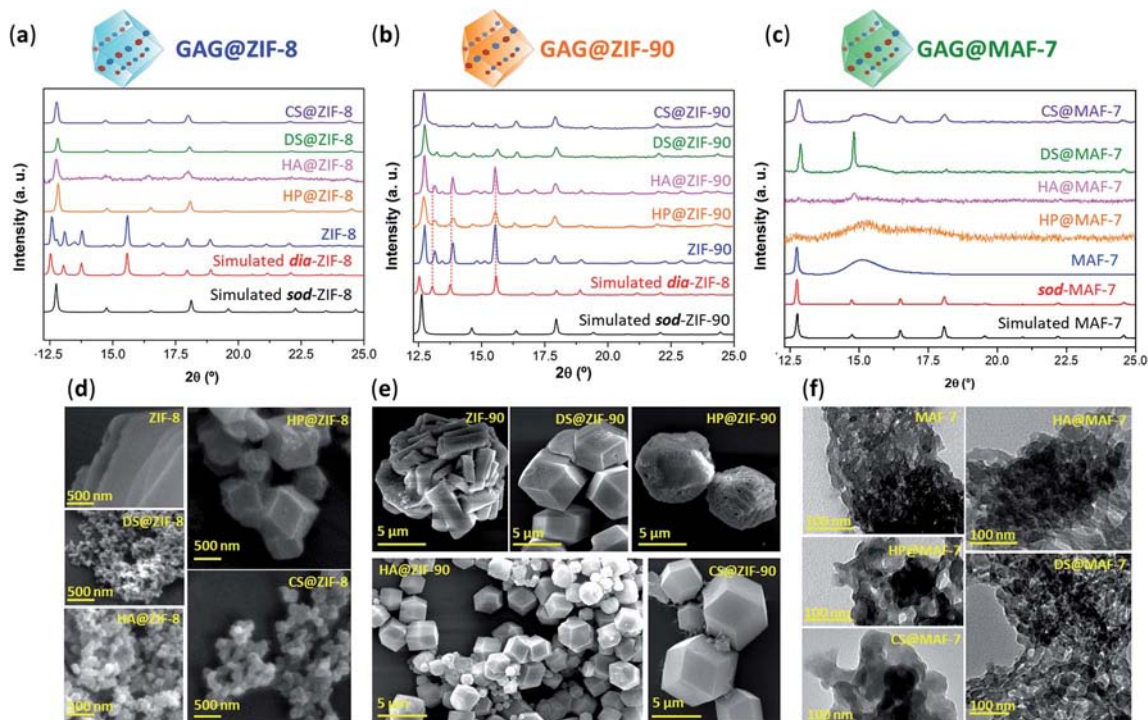 (a)
GAG@ZIF-8
(b)
GAG@ZIF-90
(c)
GAG@MAF-7
Intensity (a. u.)
CS@ZIF-8
DS@ZIF-8
HA@ZIF-8
HP@ZIF-8
ZIF-8
Simulated dia-ZIF-8
Simulated sod-ZIF-8
12.5 15.0 17.5 20.0 22.5 25.0
2θ (º)
Intensity (a. u.)
CS@ZIF-90
DS@ZIF-90
HA@ZIF-90
HP@ZIF-90
ZIF-90
Simulated dia-ZIF-8
Simulated sod-ZIF-90
12.5 15.0 17.5 20.0 22.5 25.0
2θ (º)
Intensity (a. u.)
CS@MAF-7
DS@MAF-7
HA@MAF-7
HP@MAF-7
MAF-7
sod-MAF-7
Simulated MAF-7
12.5 15.0 17.5 20.0 22.5 25.0
2θ (º)
(d)
ZIF-8
500 nm
HP@ZIF-8
500 nm
DS@ZIF-8
500 nm
CS@ZIF-8
500 nm
HA@ZIF-8
500 nm
(e)
ZIF-90
5 μm
DS@ZIF-90
5 μm
HP@ZIF-90
5 μm
HA@ZIF-90
5 μm
CS@ZIF-90
5 μm
(f)
MAF-7
100 nm
HA@MAF-7
100 nm
HP@MAF-7
100 nm
DS@MAF-7
100 nm
CS@MAF-7
100 nm